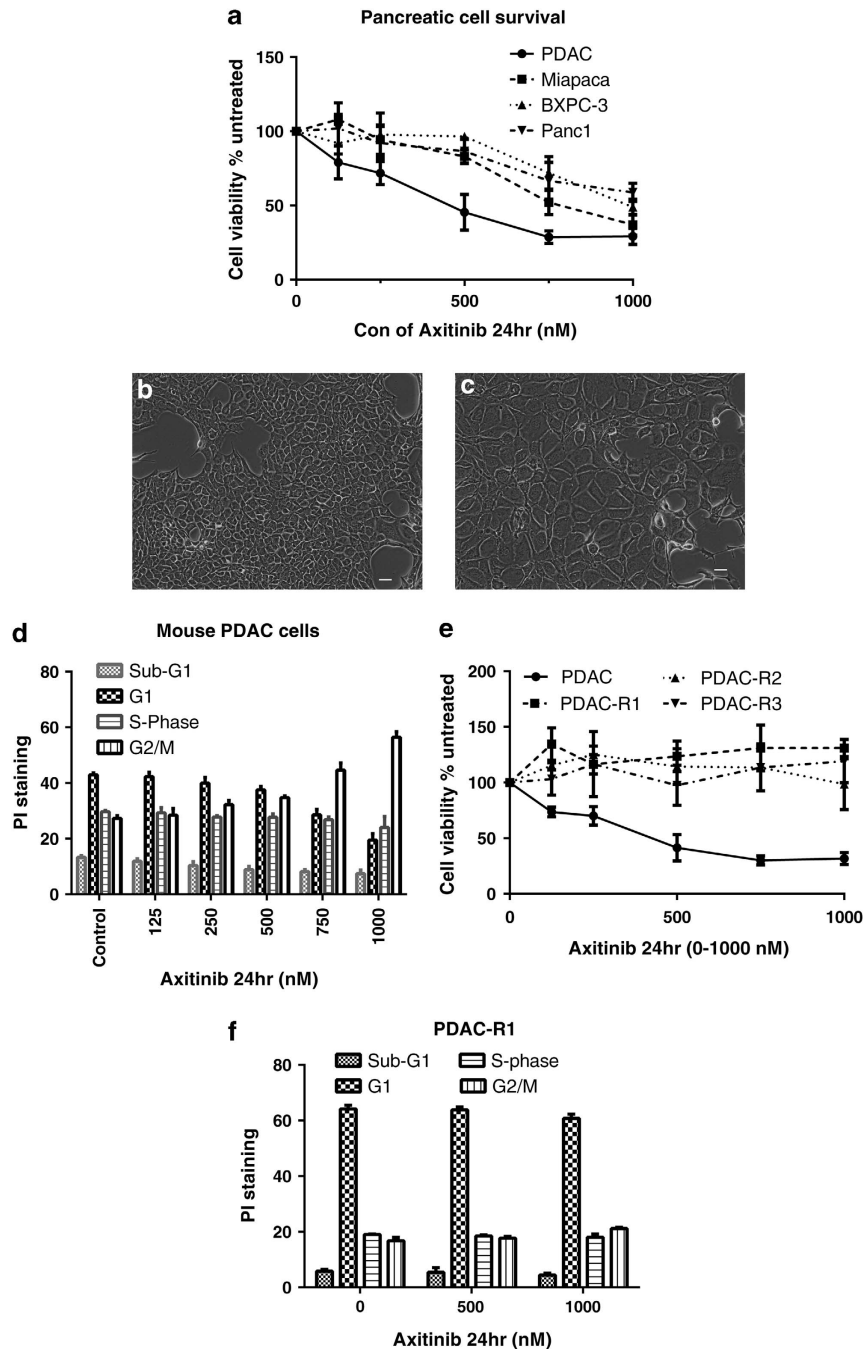 a
Pancreatic cell survival
150
100
50
0
Cell viability % untreated
PDAC
Miapaca
BXPC-3
Panc1
0
500
1000
Con of Axitinib 24hr (nM)
b
c
d
Mouse PDAC cells
80
60
40
20
0
PI staining
Sub-G1
G1
S-Phase
G2/M
Control
125
250
500
750
1000
Axitinib 24hr (nM)
e
200
150
100
50
0
Cell viability % untreated
PDAC
PDAC-R2
PDAC-R1
PDAC-R3
0
500
1000
Axitinib 24hr (0-1000 nM)
f
PDAC-R1
80
60
40
20
0
PI staining
Sub-G1
S-phase
G1
G2/M
0
500
1000
Axitinib 24hr (nM)